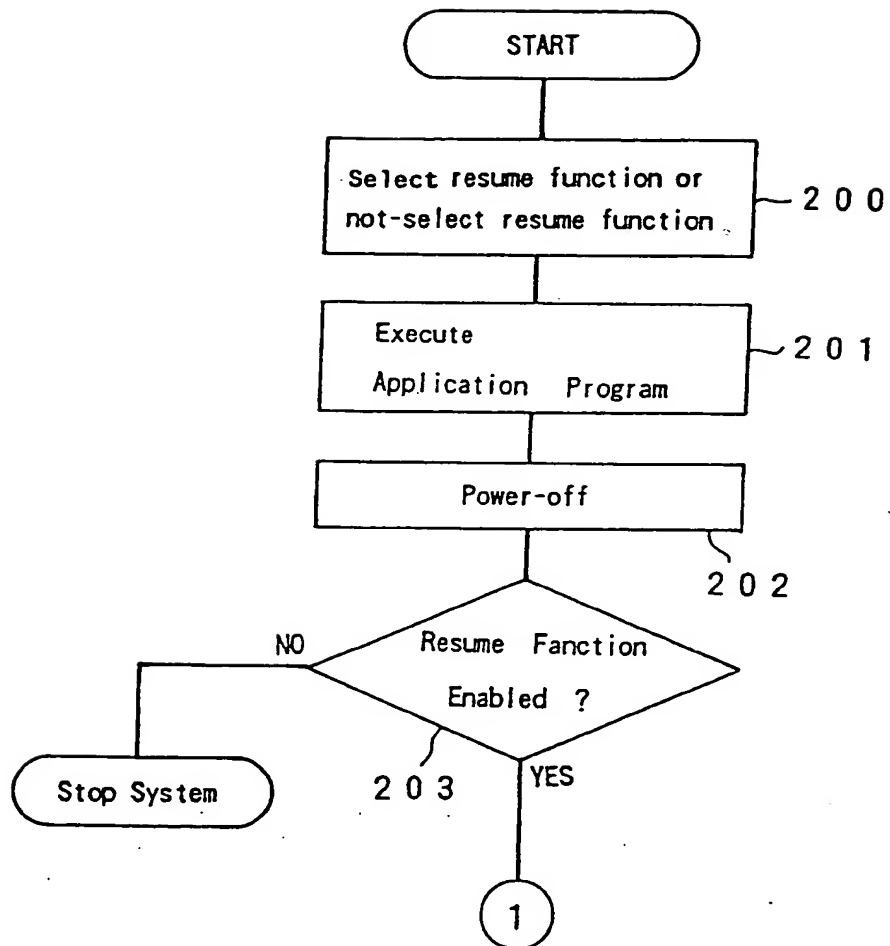 START
Select resume function or
not-select resume function
200
Execute
Application Program
201
Power-off
202
Resume Fanction
Enabled ?
NO
203
YES
Stop System
1